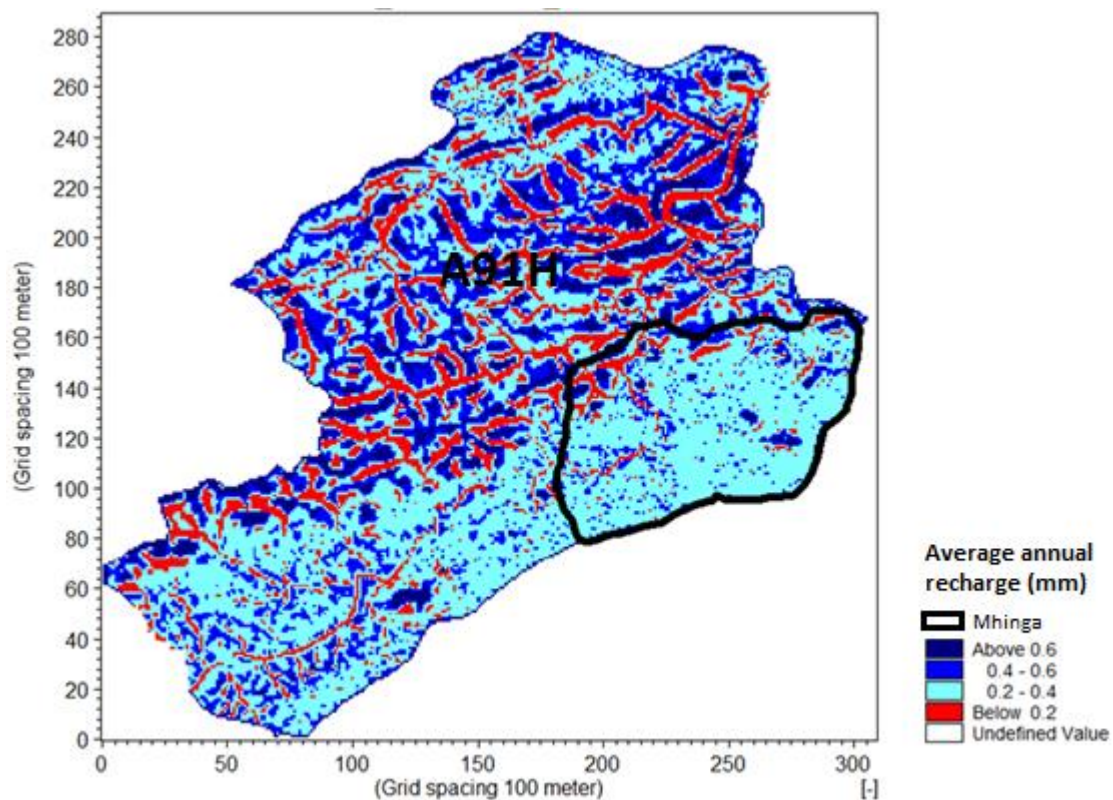 280
260
240
220
200
180
160
140
120
100
80
60
40
20
0
(Grid spacing 100 meter)
A91H
0 50 100 150 200 250 300
(Grid spacing 100 meter) [-]
Average annual
recharge (mm)
Mhinga
Above 0.6
0.4 - 0.6
0.2 - 0.4
Below 0.2
Undefined Value